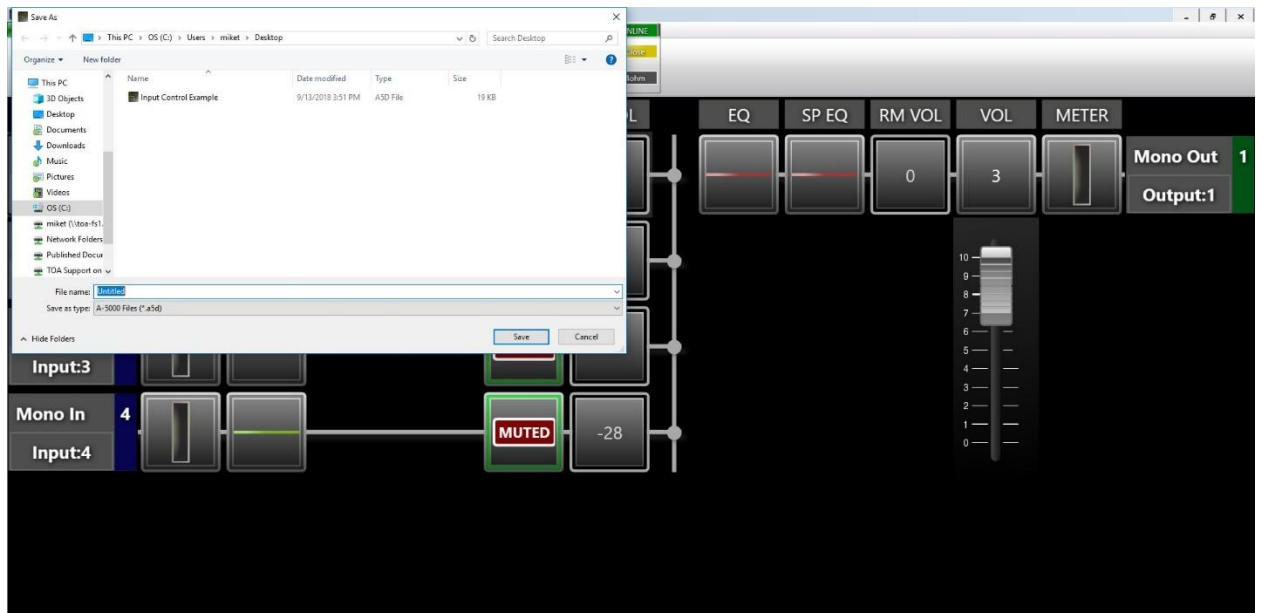 Save As
This PC > OS (C:) > Users > miket > Desktop
Search Desktop
Organize
New folder
Name
Date modified
Type
Size
Input Control Example
9/13/2018 3:51 PM
A5D File
19 KB
This PC
3D Objects
Desktop
Documents
Downloads
Music
Pictures
Videos
OS (C:)
miket (\\toa-fs1.
Network Folders
Published Docur
TOA Support on
File name: Untitled
Save as type: A-5000 Files (*.a5d)
Hide Folders
Save
Cancel
NLINE
ohm
L
EQ
SP EQ
RM VOL
VOL
METER
0
3
Mono Out
1
Output:1
10
9
8
7
6
5
4
3
2
1
0
Input:3
Mono In
4
Input:4
MUTED
-28